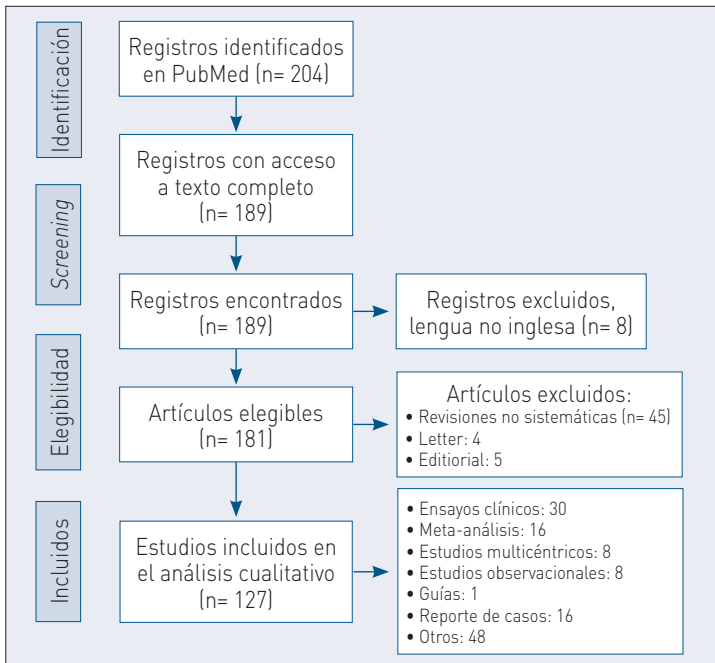 Identificación
Registros identificados
en PubMed (n= 204)
Registros con acceso
a texto completo
(n= 189)
Screening
Registros encontrados
(n= 189)
Registros excluidos,
lengua no inglesa (n= 8)
Elegibilidad
Artículos elegibles
(n= 181)
Artículos excluidos:
• Revisiones no sistemáticas (n= 45)
• Letter: 4
• Editiorial: 5
Incluidos
Estudios incluidos en
el análisis cualitativo
(n= 127)
• Ensayos clínicos: 30
• Meta-análisis: 16
• Estudios multicéntricos: 8
• Estudios observacionales: 8
• Guías: 1
• Reporte de casos: 16
• Otros: 48